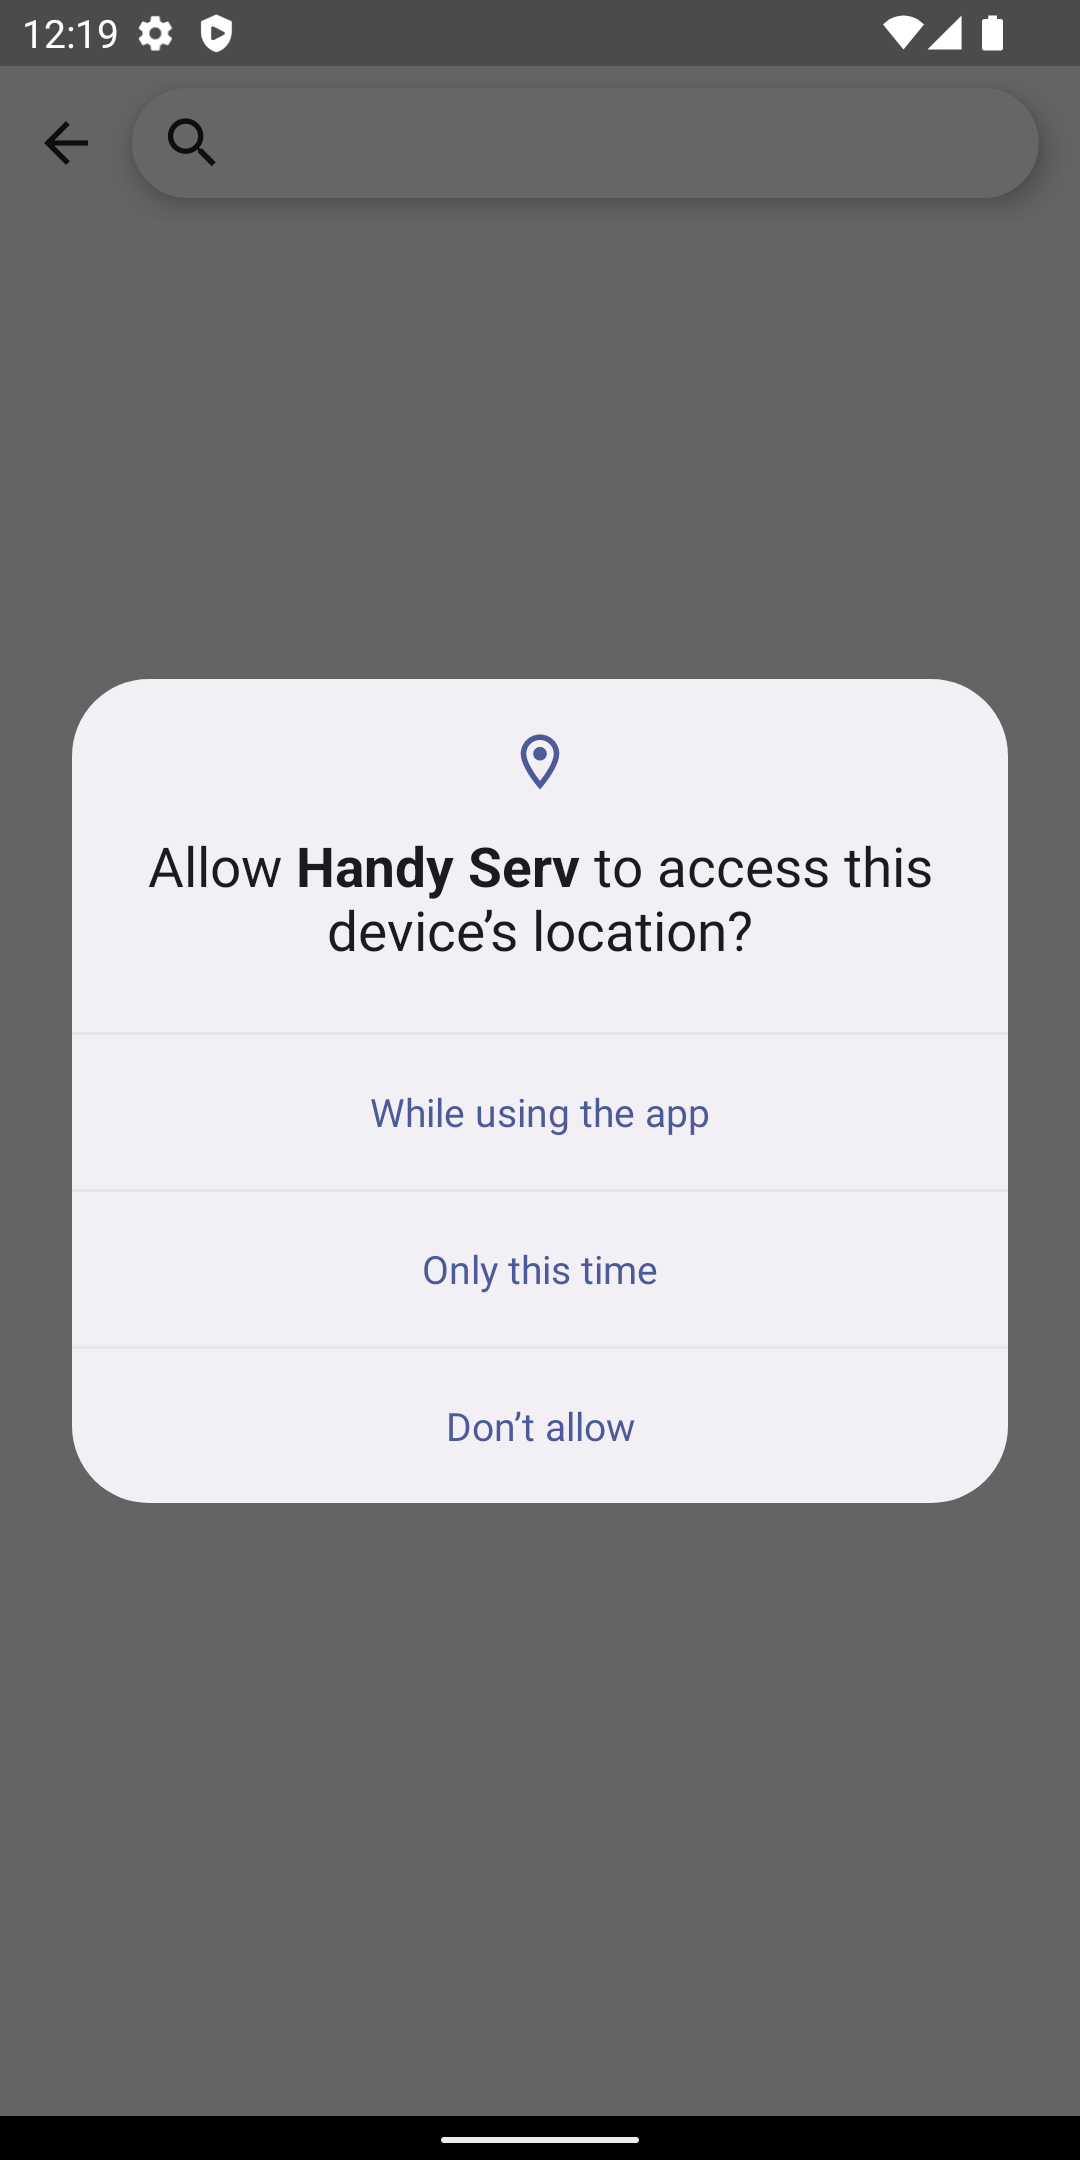 12:19
Allow Handy Serv to access this
device’s location?
While using the app
Only this time
Don’t allow